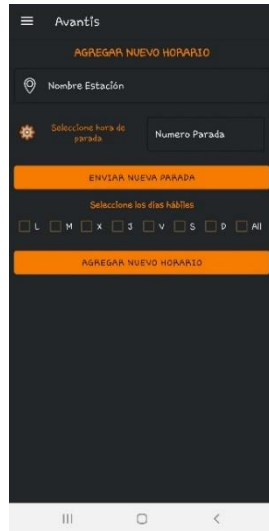 Avantis
AGREGAR NUEVO HORARIO
Nombre Estación
Seleccione hora de
parada
Numero Parada
ENVIAR NUEVA PARADA
Seleccione los días hábiles
L M X J V S D All
AGREGAR NUEVO HORARIO